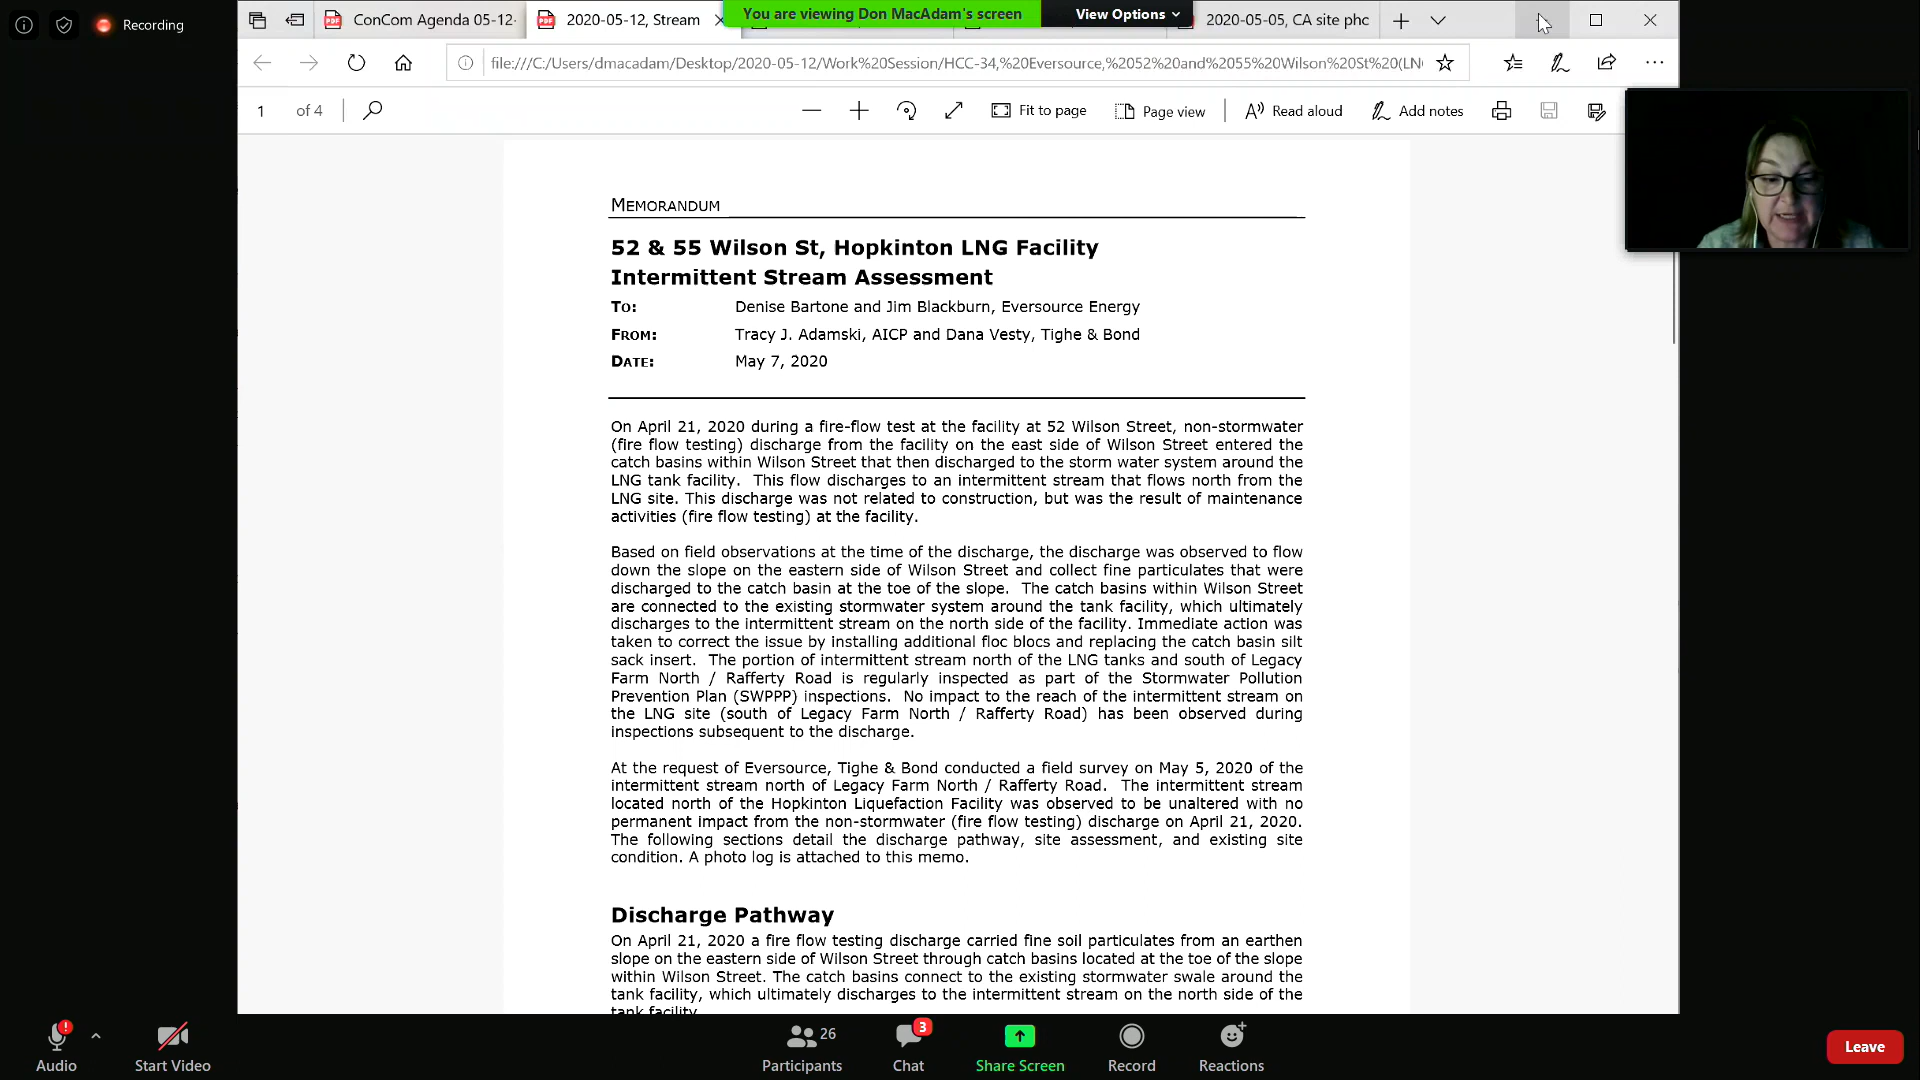 Recording
ConCom Agenda 05-12-
2020-05-12, Stream
You are viewing Don MacAdam's screen
View Options
2020-05-05, CA site phc
file:///C:/Users/dmacadam/Desktop/2020-05-12/Work%20Session/HCC-34,%20Eversource,%2052%20and%2055%20Wilson%20St%20(LN
1 of 4
Fit to page
Page view
Read aloud
Add notes
MEMORANDUM
52 & 55 Wilson St, Hopkinton LNG Facility
Intermittent Stream Assessment
TO: Denise Bartone and Jim Blackburn, Eversource Energy
FROM: Tracy J. Adamski, AICP and Dana Vesty, Tighe & Bond
DATE: May 7, 2020
On April 21, 2020 during a fire-flow test at the facility at 52 Wilson Street, non-stormwater
(fire flow testing) discharge from the facility on the east side of Wilson Street entered the
catch basins within Wilson Street that then discharged to the storm water system around the
LNG tank facility. This flow discharges to an intermittent stream that flows north from the
LNG site. This discharge was not related to construction, but was the result of maintenance
activities (fire flow testing) at the facility.
Based on field observations at the time of the discharge, the discharge was observed to flow
down the slope on the eastern side of Wilson Street and collect fine particulates that were
discharged to the catch basin at the toe of the slope. The catch basins within Wilson Street
are connected to the existing stormwater system around the tank facility, which ultimately
discharges to the intermittent stream on the north side of the facility. Immediate action was
taken to correct the issue by installing additional floc blocs and replacing the catch basin silt
sack insert. The portion of intermittent stream north of the LNG tanks and south of Legacy
Farm North / Rafferty Road is regularly inspected as part of the Stormwater Pollution
Prevention Plan (SWPPP) inspections. No impact to the reach of the intermittent stream on
the LNG site (south of Legacy Farm North / Rafferty Road) has been observed during
inspections subsequent to the discharge.
At the request of Eversource, Tighe & Bond conducted a field survey on May 5, 2020 of the
intermittent stream north of Legacy Farm North / Rafferty Road. The intermittent stream
located north of the Hopkinton Liquefaction Facility was observed to be unaltered with no
permanent impact from the non-stormwater (fire flow testing) discharge on April 21, 2020.
The following sections detail the discharge pathway, site assessment, and existing site
condition. A photo log is attached to this memo.
Discharge Pathway
On April 21, 2020 a fire flow testing discharge carried fine soil particulates from an earthen
slope on the eastern side of Wilson Street through catch basins located at the toe of the slope
within Wilson Street. The catch basins connect to the existing stormwater swale around the
tank facility, which ultimately discharges to the intermittent stream on the north side of the
tank facility.
26
3
Audio
Start Video
Participants
Chat
Share Screen
Record
Reactions
Leave